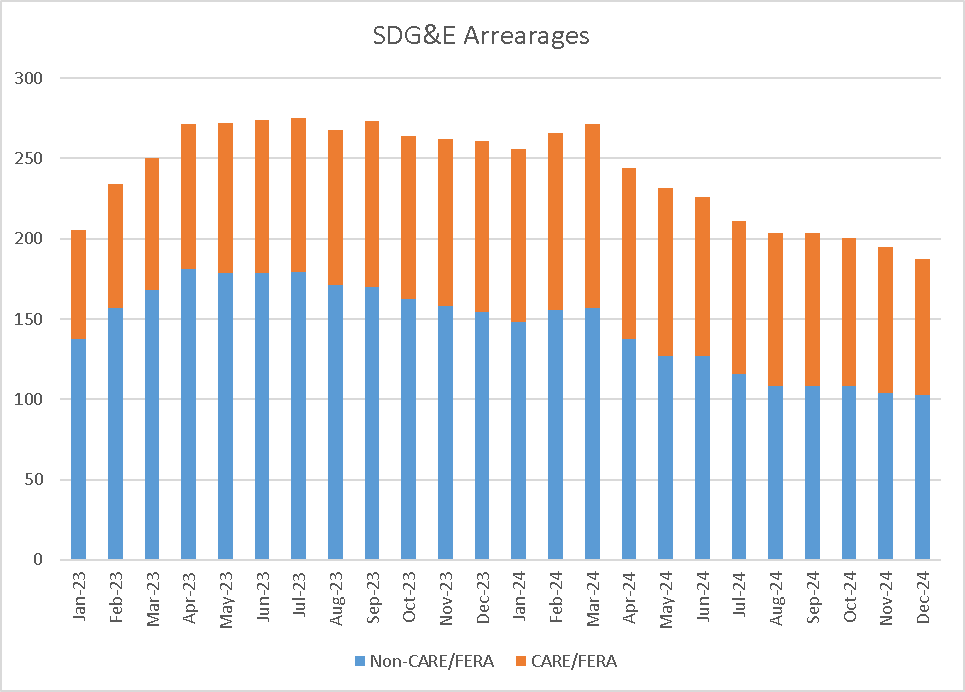 SDG&E Arrearages
300
250
200
150
100
50
0
Jan-23
Feb-23
Mar-23
Apr-23
May-23
Jun-23
Jul-23
Aug-23
Sep-23
Oct-23
Nov-23
Dec-23
Jan-24
Feb-24
Mar-24
Apr-24
May-24
Jun-24
Jul-24
Aug-24
Sep-24
Oct-24
Nov-24
Dec-24
Non-CARE/FERA CARE/FERA